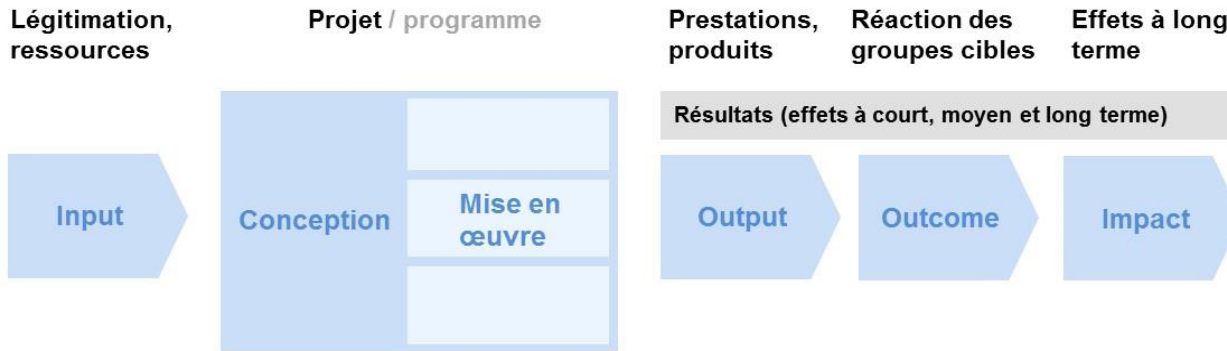 Légitimation,
ressources
Projet / programme
Prestations,
produits
Réaction des
groupes cibles
Effets à long
terme
Résultats (effets à court, moyen et long terme)
Input
Conception
Mise en
œuvre
Output
Outcome
Impact